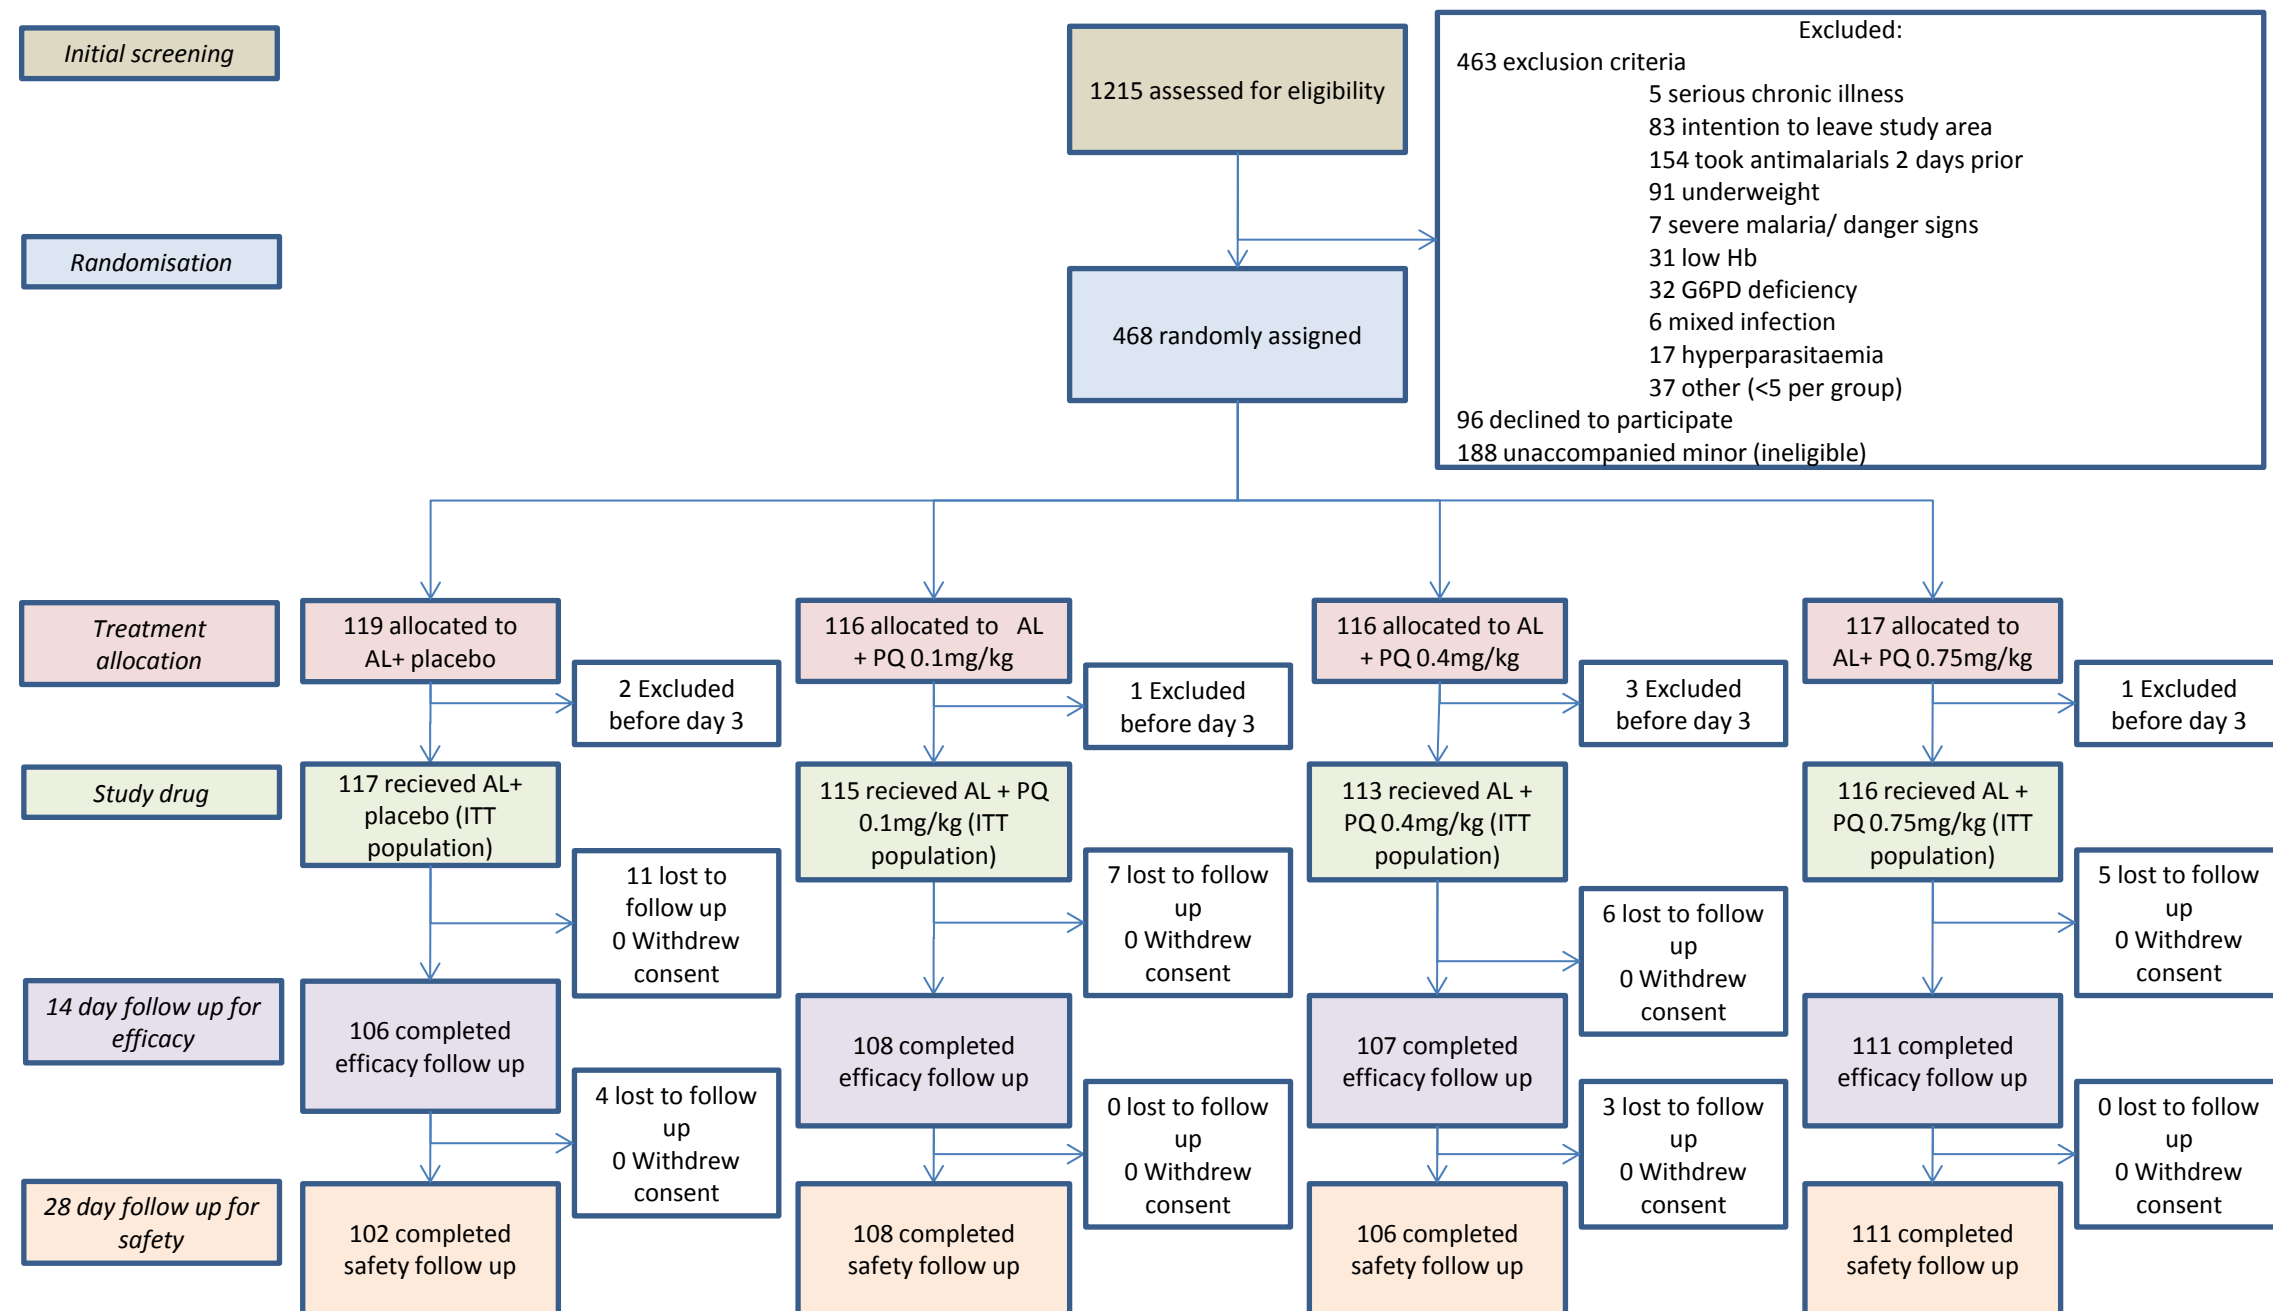 Initial screening
1215 assessed for eligibility
Excluded:
463 exclusion criteria
5 serious chronic illness
83 intention to leave study area
154 took antimalarials 2 days prior
91 underweight
7 severe malaria/ danger signs
31 low Hb
32 G6PD deficiency
6 mixed infection
17 hyperparasitaemia
37 other (<5 per group)
96 declined to participate
188 unaccompanied minor (ineligible)
Randomisation
468 randomly assigned
Treatment
allocation
119 allocated to
AL+ placebo
116 allocated to AL
+ PQ 0.1mg/kg
116 allocated to AL
+ PQ 0.4mg/kg
117 allocated to
AL+ PQ 0.75mg/kg
2 Excluded
before day 3
1 Excluded
before day 3
3 Excluded
before day 3
1 Excluded
before day 3
Study drug
117 recieved AL+
placebo (ITT
population)
115 recieved AL + PQ
0.1mg/kg (ITT
population)
113 recieved AL +
PQ 0.4mg/kg (ITT
population)
116 recieved AL +
PQ 0.75mg/kg (ITT
population)
11 lost to
follow up
0 Withdrew
consent
7 lost to follow
up
0 Withdrew
consent
6 lost to follow
up
0 Withdrew
consent
5 lost to follow
up
0 Withdrew
consent
14 day follow up for
efficacy
106 completed
efficacy follow up
108 completed
efficacy follow up
107 completed
efficacy follow up
111 completed
efficacy follow up
4 lost to follow
up
0 Withdrew
consent
0 lost to follow
up
0 Withdrew
consent
3 lost to follow
up
0 Withdrew
consent
0 lost to follow
up
0 Withdrew
consent
28 day follow up for
safety
102 completed
safety follow up
108 completed
safety follow up
106 completed
safety follow up
111 completed
safety follow up